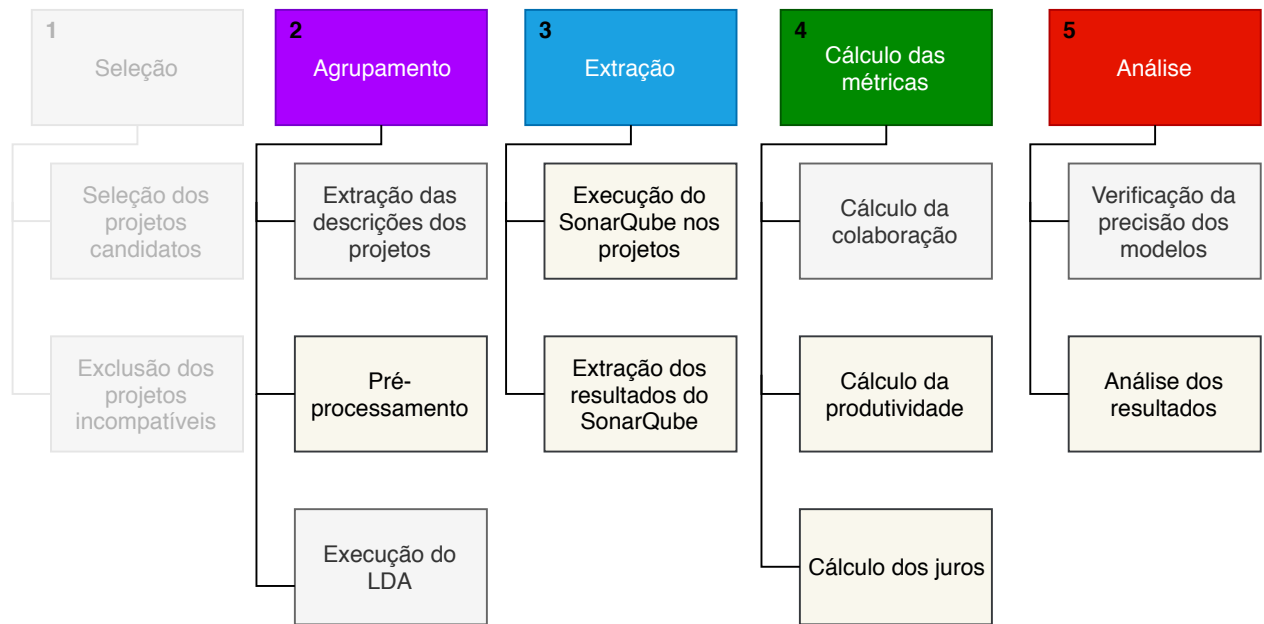 1
Seleção
Seleção dos
projetos
candidatos
Exclusão dos
projetos
incompatíveis
2
Agrupamento
Extração das
descrições dos
projetos
Pré-
processamento
Execução do
LDA
3
Extração
Execução do
SonarQube nos
projetos
Extração dos
resultados do
SonarQube
4
Cálculo das
métricas
Cálculo da
colaboração
Cálculo da
produtividade
Cálculo dos juros
5
Análise
Verificação da
precisão dos
modelos
Análise dos
resultados